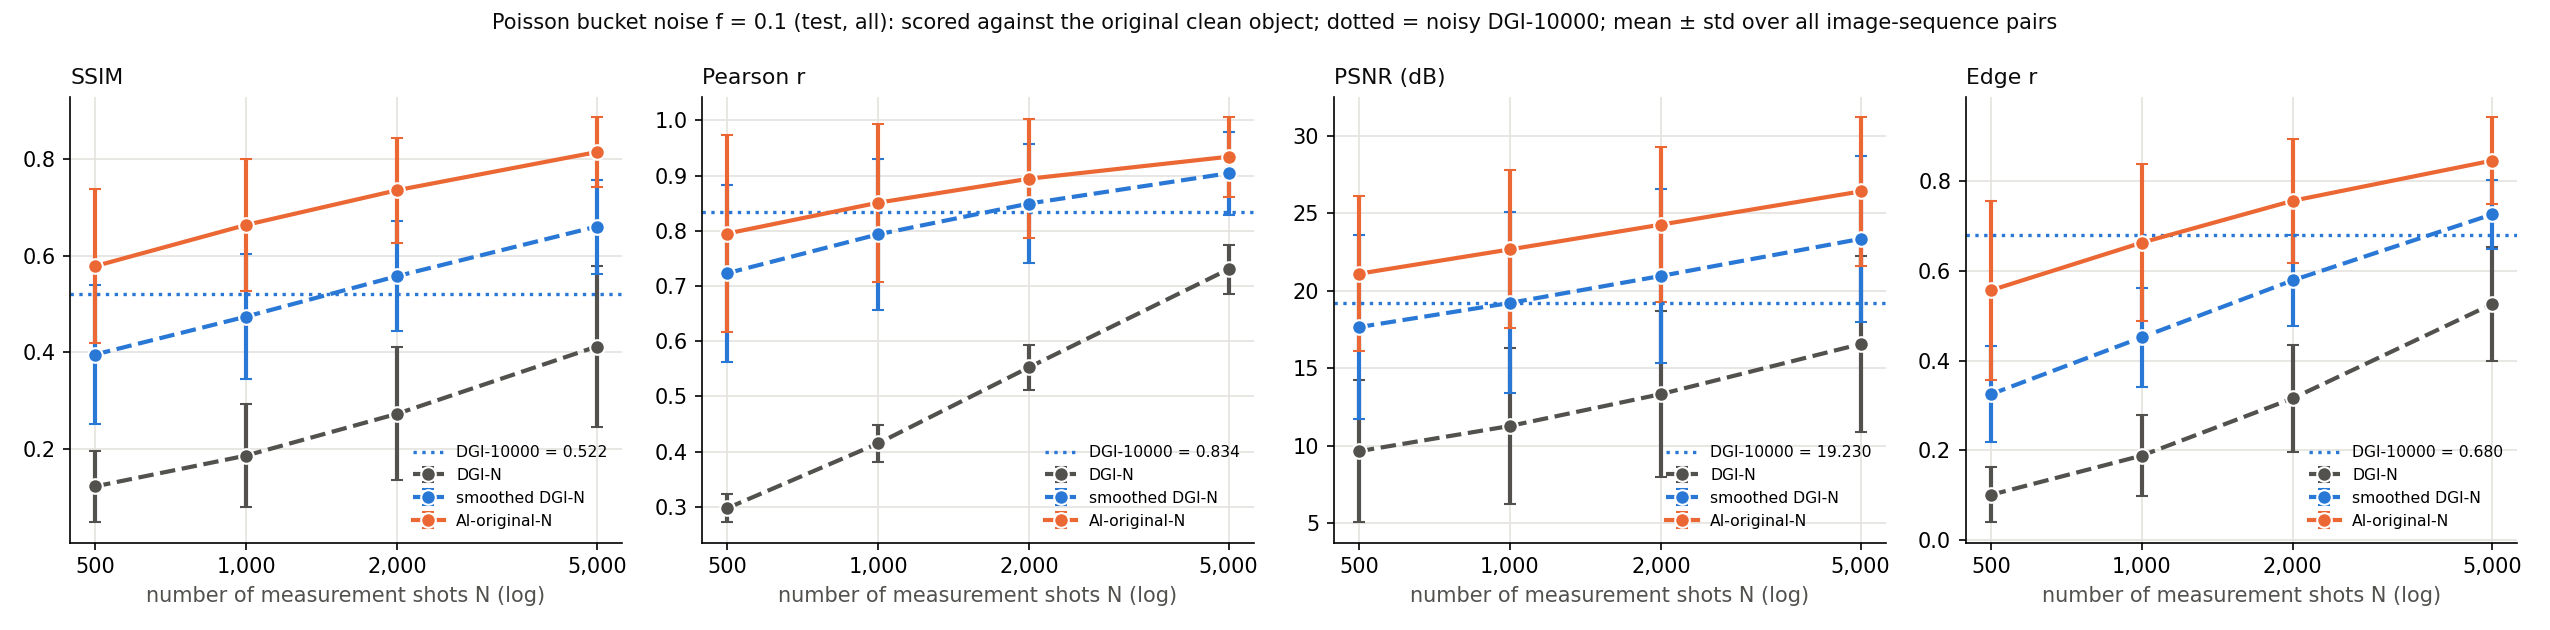 Poisson bucket noise f = 0.1 (test, all): scored against the original clean object; dotted = noisy DGI-10000; mean ± std over all image-sequence pairs
SSIM
0.8
0.6
0.4
0.2
DGI-10000 = 0.522
DGI-N
smoothed DGI-N
AI-original-N
500
1,000
2,000
5,000
number of measurement shots N (log)
Pearson r
1.0
0.9
0.8
0.7
0.6
0.5
0.4
0.3
DGI-10000 = 0.834
DGI-N
smoothed DGI-N
AI-original-N
500
1,000
2,000
5,000
number of measurement shots N (log)
PSNR (dB)
30
25
20
15
10
5
DGI-10000 = 19.230
DGI-N
smoothed DGI-N
AI-original-N
500
1,000
2,000
5,000
number of measurement shots N (log)
Edge r
0.8
0.6
0.4
0.2
0.0
DGI-10000 = 0.680
DGI-N
smoothed DGI-N
AI-original-N
500
1,000
2,000
5,000
number of measurement shots N (log)